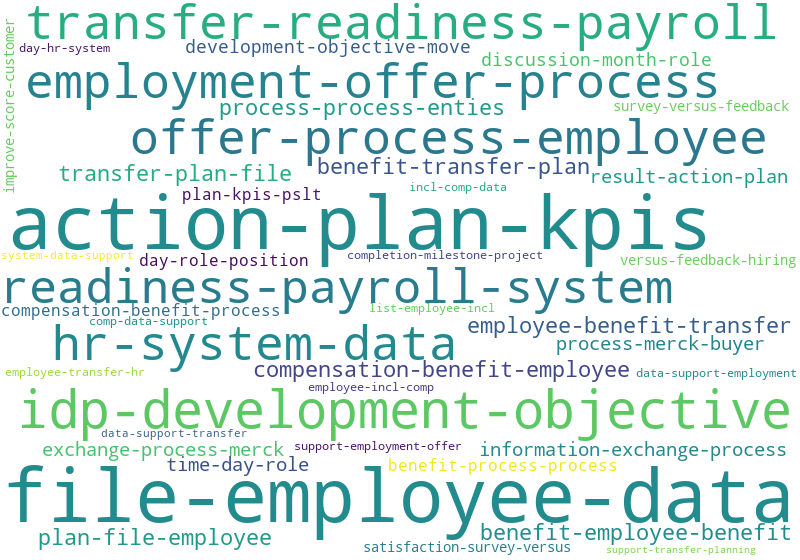 transfer-readiness-payroll
day-hr-system
development-objective-move
improve-score-customer
discussion-month-role
employment-offer-process
process-process-enties
survey-versus-feedback
offer-process-employee
transfer-plan-file
benefit-transfer-plan
result-action-plan
plan-kpis-pslt
incl-comp-data
action-plan-kpis
system-data-support
day-role-position
completion-milestone-project
versus-feedback-hiring
readiness-payroll-system
compensation-benefit-process
list-employee-incl
comp-data-support
employee-benefit-transfer
hr-system-data
process-merck-buyer
employee-transfer-hr
compensation-benefit-employee
data-support-employment
employee-incl-comp
idp-development-objective
data-support-transfer
exchange-process-merck
support-employment-offer
information-exchange-process
time-day-role
benefit-process-process
file-employee-data
plan-file-employee
benefit-employee-benefit
satisfaction-survey-versus
support-transfer-planning